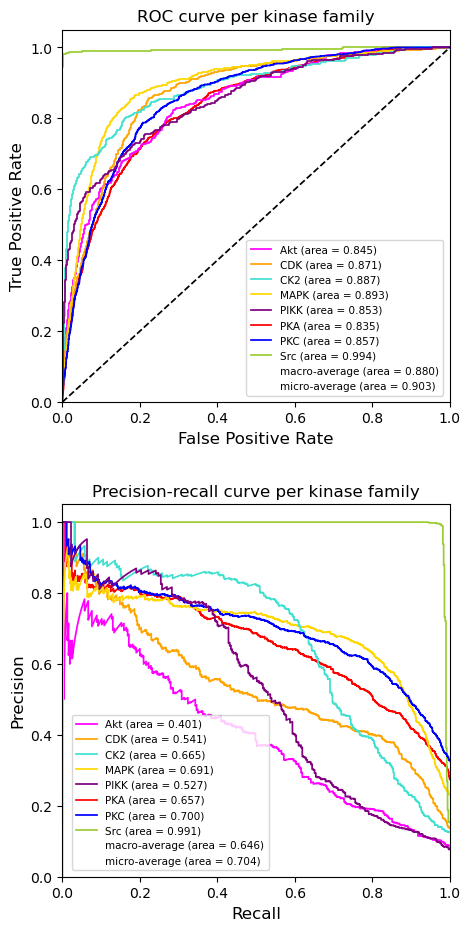 ROC curve per kinase family
1.0
0.8
0.6
0.4
0.2
0.0
True Positive Rate
Akt (area = 0.845)
CDK (area = 0.871)
CK2 (area = 0.887)
MAPK (area = 0.893)
PIKK (area = 0.853)
PKA (area = 0.835)
PKC (area = 0.857)
Src (area = 0.994)
macro-average (area = 0.880)
micro-average (area = 0.903)
0.0 0.2 0.4 0.6 0.8 1.0
False Positive Rate
Precision-recall curve per kinase family
1.0
0.8
0.6
0.4
0.2
0.0
Precision
Akt (area = 0.401)
CDK (area = 0.541)
CK2 (area = 0.665)
MAPK (area = 0.691)
PIKK (area = 0.527)
PKA (area = 0.657)
PKC (area = 0.700)
Src (area = 0.991)
macro-average (area = 0.646)
micro-average (area = 0.704)
0.0 0.2 0.4 0.6 0.8 1.0
Recall